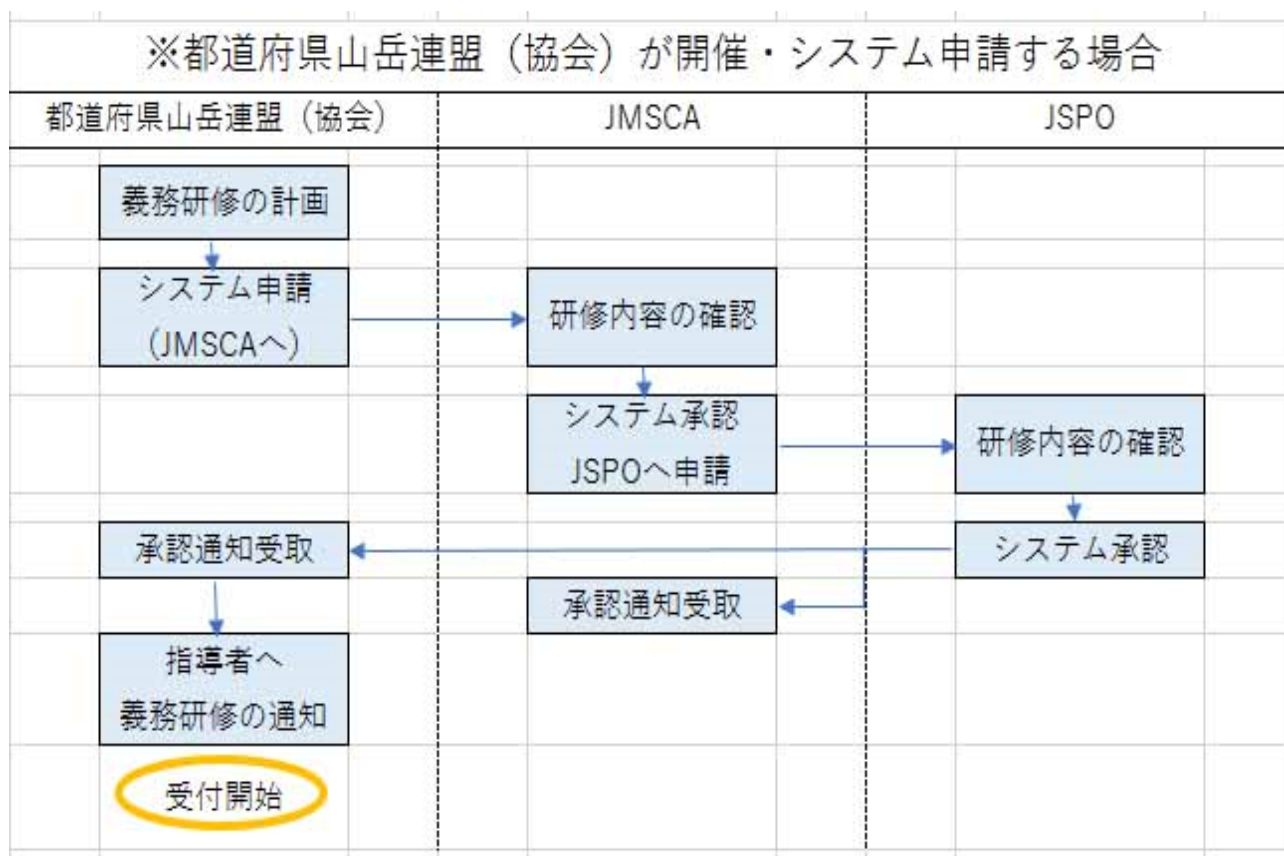 ※都道府県山岳連盟（協会）が開催・システム申請する場合
都道府県山岳連盟（協会）
JMSCA
JSPO
義務研修の計画
システム申請
（JMSCAへ）
研修内容の確認
システム承認
JSPOへ申請
研修内容の確認
承認通知受取
システム承認
承認通知受取
指導者へ
義務研修の通知
受付開始